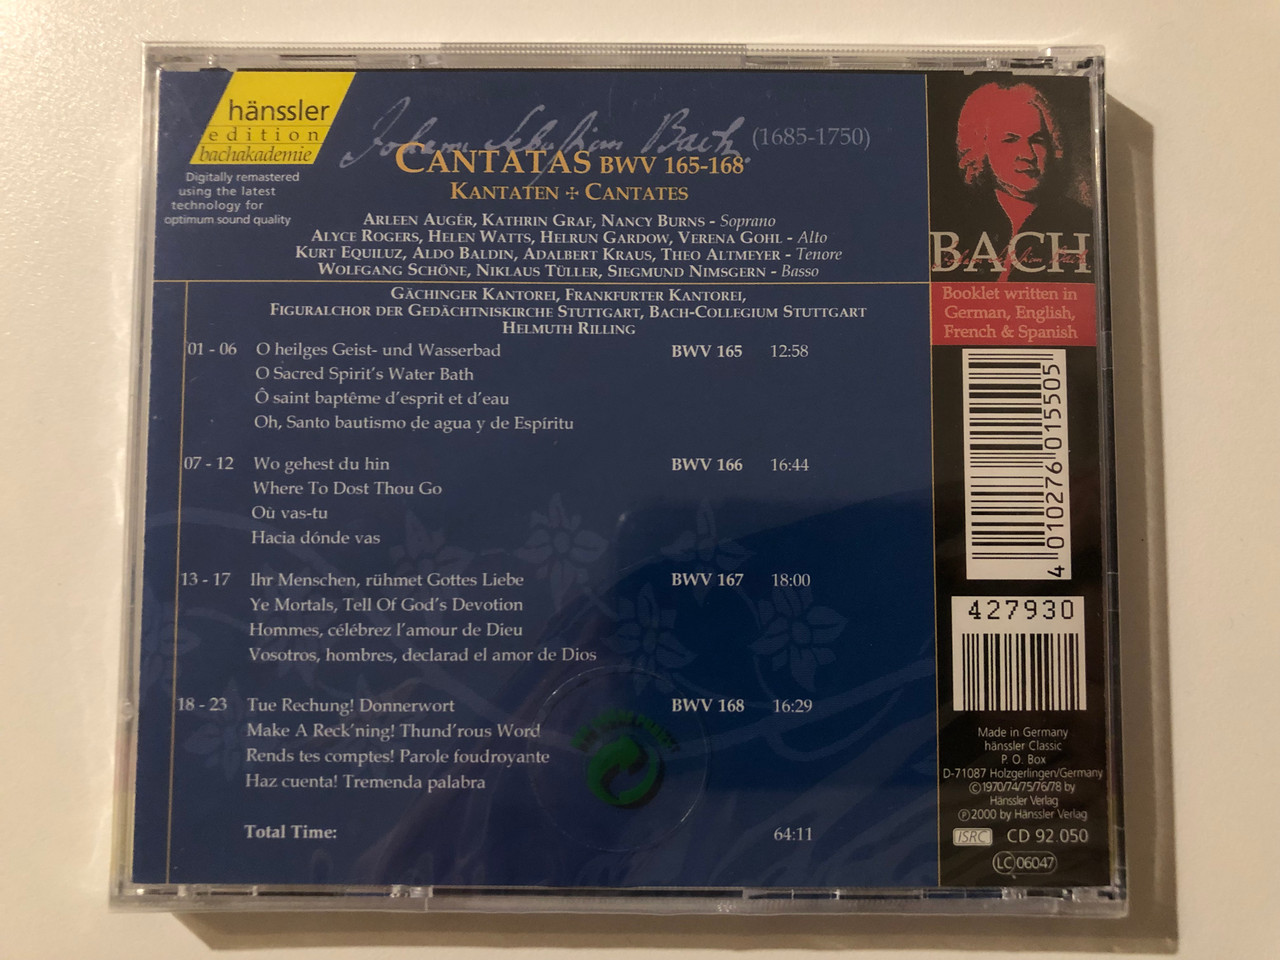 hänssler
edition
bachakademie
Digitally remastered
using the latest
technology for
optimum sound quality
Johann Sebastian Bach (1685-1750)
CANTATAS BWV 165-168
KANTATEN ✢ CANTATES
ARLEEN AUGÉR, KATHRIN GRAF, NANCY BURNS - Soprano
ALYCE ROGERS, HELEN WATTS, HELRUN GARDOW, VERENA GOHL - Alto
KURT EQUILUZ, ALDO BALDIN, ADALBERT KRAUS, THEO ALTMEYER - Tenore
WOLFGANG SCHÖNE, NIKLAUS TÜLLER, SIEGMUND NIMSGERN - Basso
GÄCHINGER KANTOREI, FRANKFURTER KANTOREI,
FIGURALCHOR DER GEDÄCHTNISKIRCHE STUTTGART, BACH-COLLEGIUM STUTTGART
HELMUTH RILLING
01 - 06 O heilges Geist- und Wasserbad BWV 165 12:58
O Sacred Spirit's Water Bath
Ô saint baptême d'esprit et d'eau
Oh, Santo bautismo de agua y de Espíritu
07 - 12 Wo gehest du hin BWV 166 16:44
Where To Dost Thou Go
Où vas-tu
Hacia dónde vas
13 - 17 Ihr Menschen, rühmet Gottes Liebe BWV 167 18:00
Ye Mortals, Tell Of God's Devotion
Hommes, célébrez l'amour de Dieu
Vosotros, hombres, declarad el amor de Dios
18 - 23 Tue Rechung! Donnerwort BWV 168 16:29
Make A Reck'ning! Thund'rous Word
Rends tes comptes! Parole foudroyante
Haz cuenta! Tremenda palabra
Total Time: 64:11
BACH
Booklet written in
German, English,
French & Spanish
4 010276 015505
427930
Made in Germany
hänssler Classic
P. O. Box
D-71087 Holzgerlingen/Germany
©1970/74/75/76/78 by
Hänssler Verlag
℗ 2000 by Hänssler Verlag
ISRC CD 92.050
LC 06047